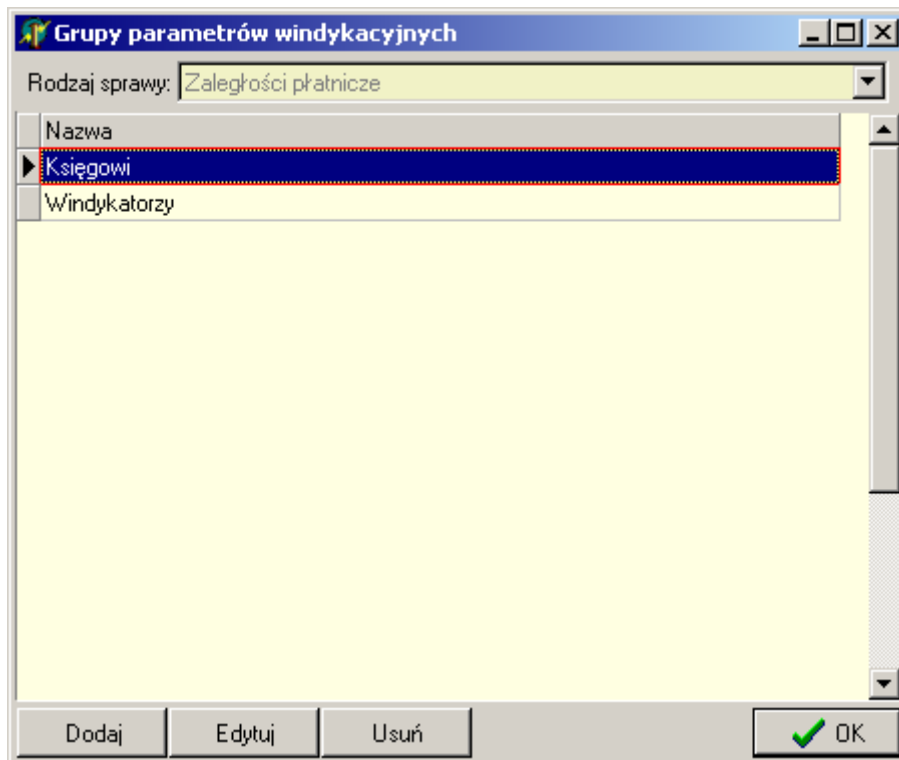 Grupy parametrów windykacyjnych
Rodzaj sprawy: Zaległości płatnicze
Nazwa
Księgowi
Windykatorzy
Dodaj Edytuj Usuń OK